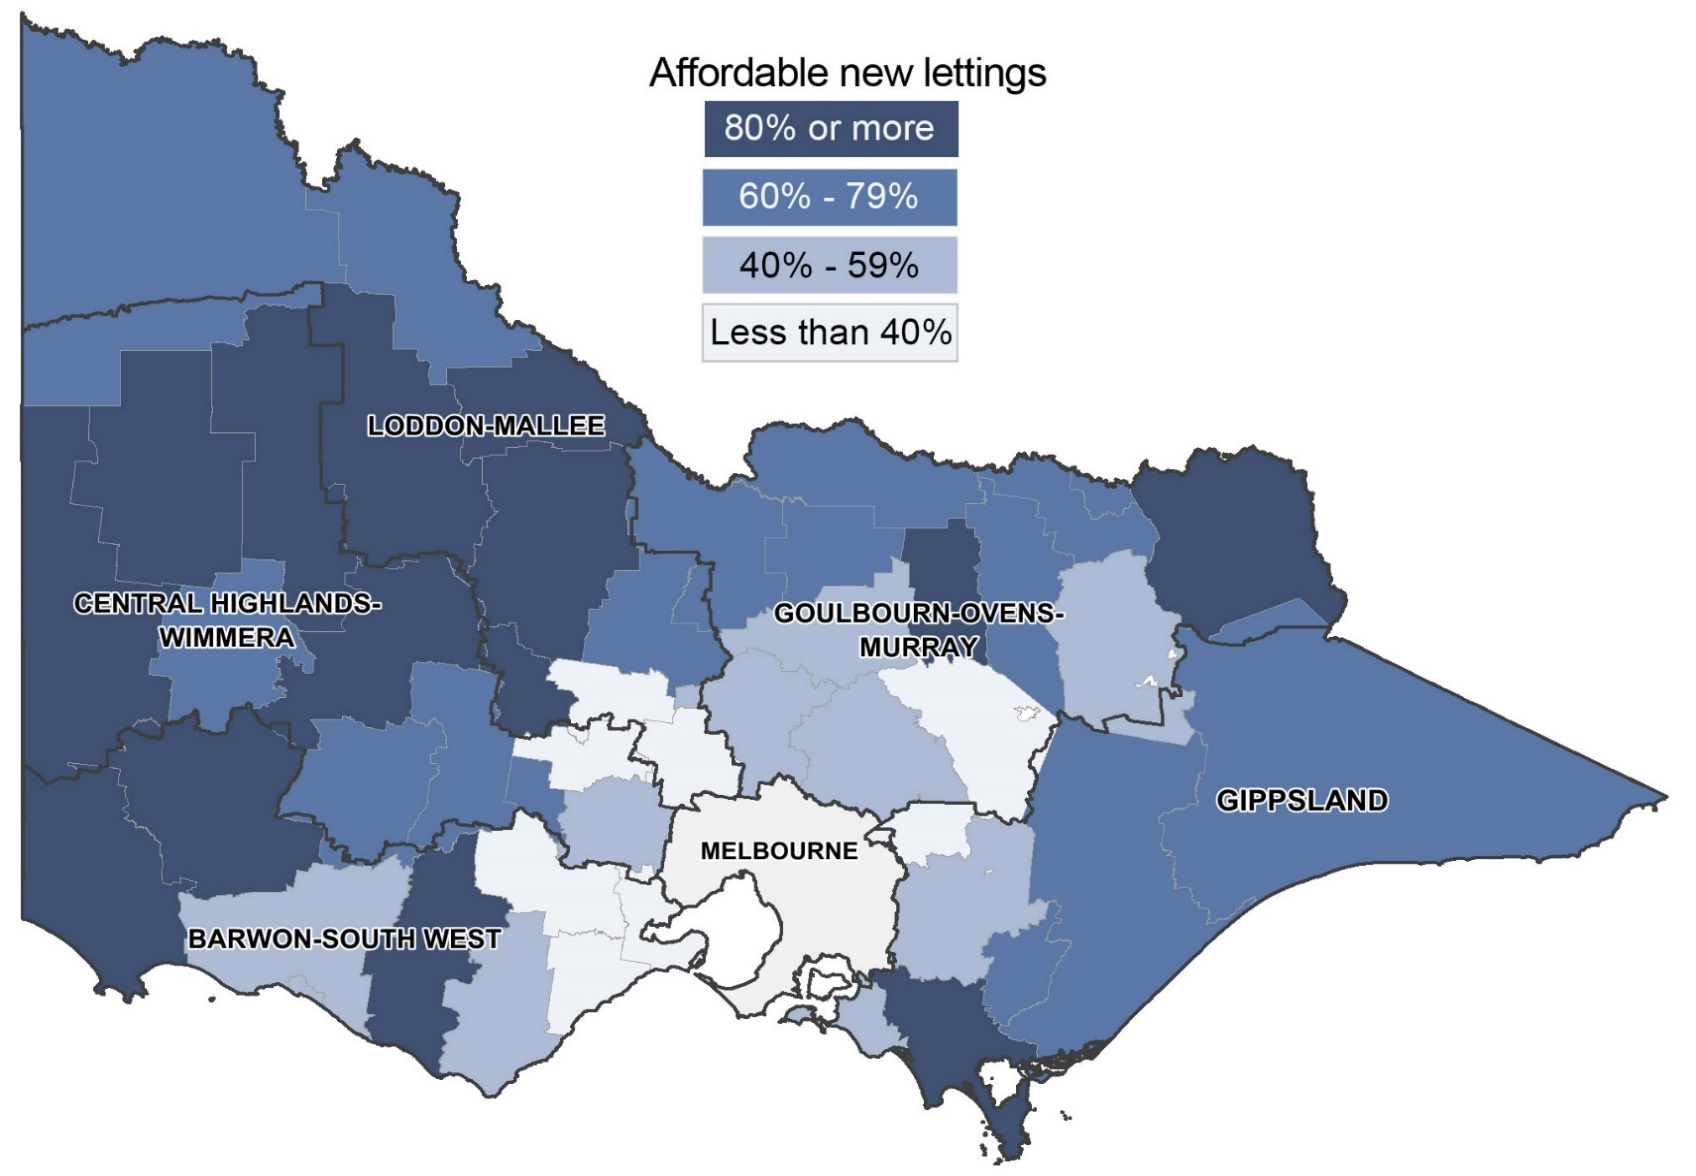 Affordable new lettings
80% or more
60% - 79%
40% - 59%
Less than 40%
LODDON-MALLEE
CENTRAL HIGHLANDS-
WIMMERA
GOULBOURN-OVENS-
MURRAY
GIPPSLAND
MELBOURNE
BARWON-SOUTH WEST